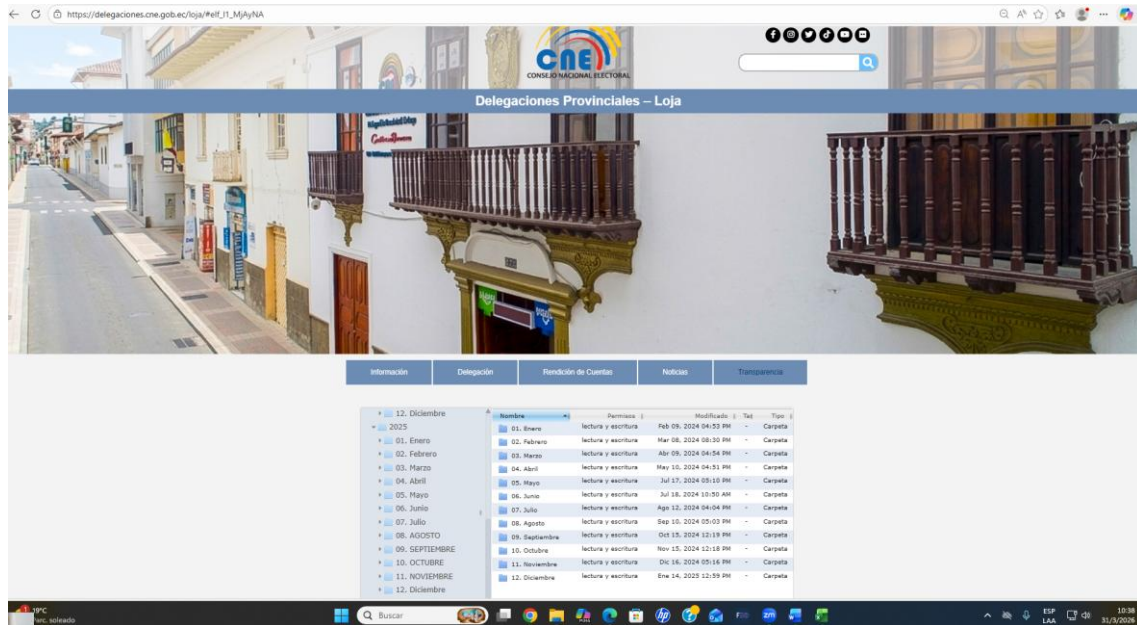 https://delegaciones.cne.gob.ec/loja/#elf_l1_MjAyNA
CNE
CONSEJO NACIONAL ELECTORAL
Delegaciones Provinciales – Loja
Información
Delegación
Rendición de Cuentas
Noticias
Transparencia
12. Diciembre
2025
01. Enero
02. Febrero
03. Marzo
04. Abril
05. Mayo
06. Junio
07. Julio
08. AGOSTO
09. SEPTIEMBRE
10. OCTUBRE
11. NOVIEMBRE
12. Diciembre
Nombre Permisos Modificado Tipo
01. Enero lectura y escritura Feb 09, 2024 04:53 PM - Carpeta
02. Febrero lectura y escritura Mar 08, 2024 08:30 PM - Carpeta
03. Marzo lectura y escritura Abr 09, 2024 04:54 PM - Carpeta
04. Abril lectura y escritura May 10, 2024 04:51 PM - Carpeta
05. Mayo lectura y escritura Jul 17, 2024 05:10 PM - Carpeta
06. Junio lectura y escritura Jul 18, 2024 10:50 AM - Carpeta
07. Julio lectura y escritura Ago 12, 2024 04:04 PM - Carpeta
08. Agosto lectura y escritura Sep 10, 2024 05:03 PM - Carpeta
09. Septiembre lectura y escritura Oct 15, 2024 12:19 PM - Carpeta
10. Octubre lectura y escritura Nov 15, 2024 12:18 PM - Carpeta
11. Noviembre lectura y escritura Dic 16, 2024 05:16 PM - Carpeta
12. Diciembre lectura y escritura Ene 14, 2025 12:59 PM - Carpeta
19°C
Parc. soleado
Buscar
zm
ESP
LAA
10:38
31/3/2026